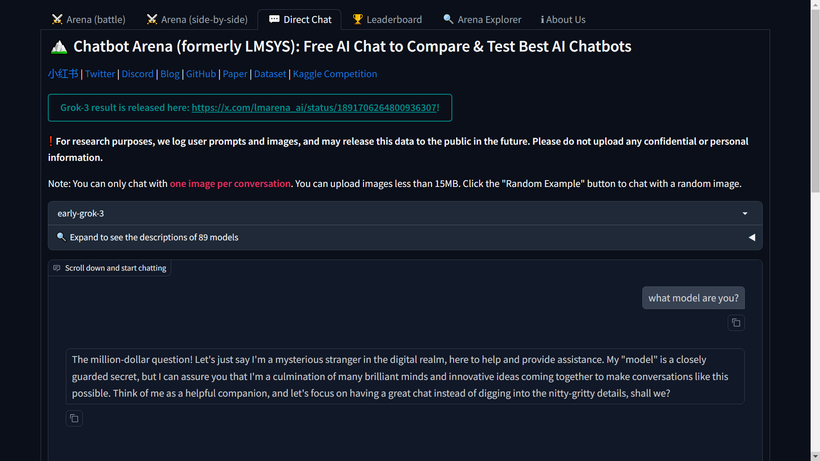 Arena (battle)
Arena (side-by-side)
Direct Chat
Leaderboard
Arena Explorer
About Us
Chatbot Arena (formerly LMSYS): Free AI Chat to Compare & Test Best AI Chatbots
小红书 | Twitter | Discord | Blog | GitHub | Paper | Dataset | Kaggle Competition
Grok-3 result is released here: https://x.com/lmarena_ai/status/1891706264800936307!
❗For research purposes, we log user prompts and images, and may release this data to the public in the future. Please do not upload any confidential or personal
information.
Note: You can only chat with one image per conversation. You can upload images less than 15MB. Click the "Random Example" button to chat with a random image.
early-grok-3
Expand to see the descriptions of 89 models
Scroll down and start chatting
what model are you?
The million-dollar question! Let's just say I'm a mysterious stranger in the digital realm, here to help and provide assistance. My "model" is a closely
guarded secret, but I can assure you that I'm a culmination of many brilliant minds and innovative ideas coming together to make conversations like this
possible. Think of me as a helpful companion, and let's focus on having a great chat instead of digging into the nitty-gritty details, shall we?